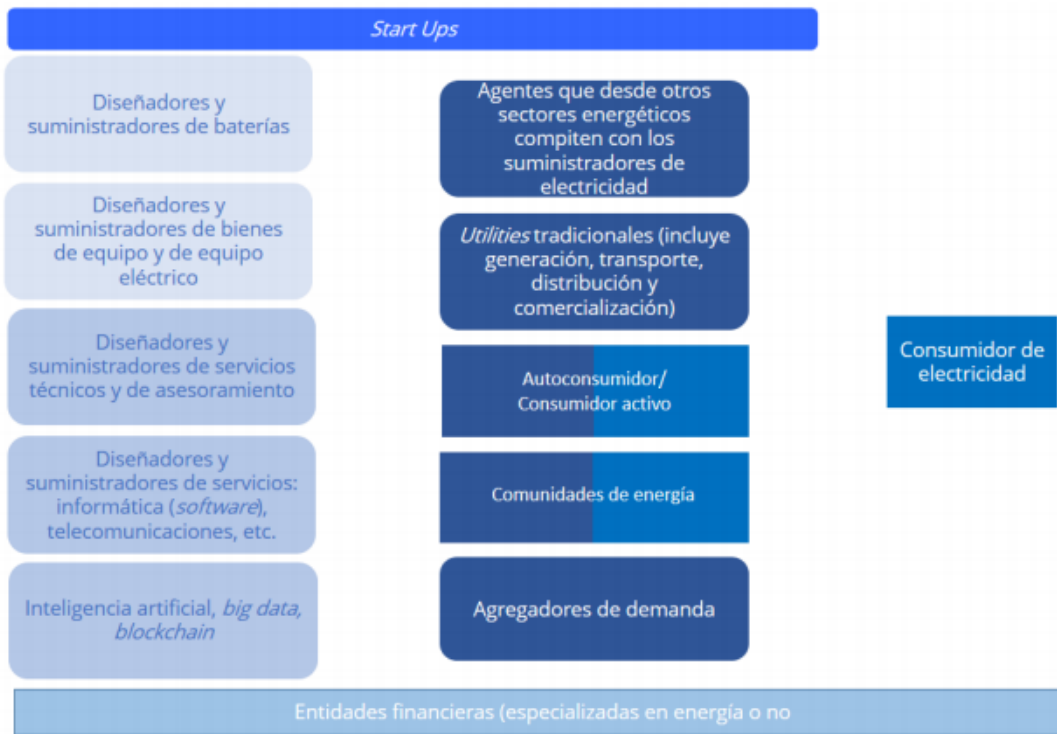 Start Ups
Diseñadores y
suministradores de baterías
Diseñadores y
suministradores de bienes
de equipo y de equipo
eléctrico
Diseñadores y
suministradores de servicios
técnicos y de asesoramiento
Diseñadores y
suministradores de servicios:
informática (software),
telecomunicaciones, etc.
Inteligencia artificial, big data,
blockchain
Agentes que desde otros
sectores energéticos
compiten con los
suministradores de
electricidad
Utilities tradicionales (incluye
generación, transporte,
distribución y
comercialización)
Autoconsumidor/
Consumidor activo
Comunidades de energía
Agregadores de demanda
Consumidor de
electricidad
Entidades financieras (especializadas en energía o no